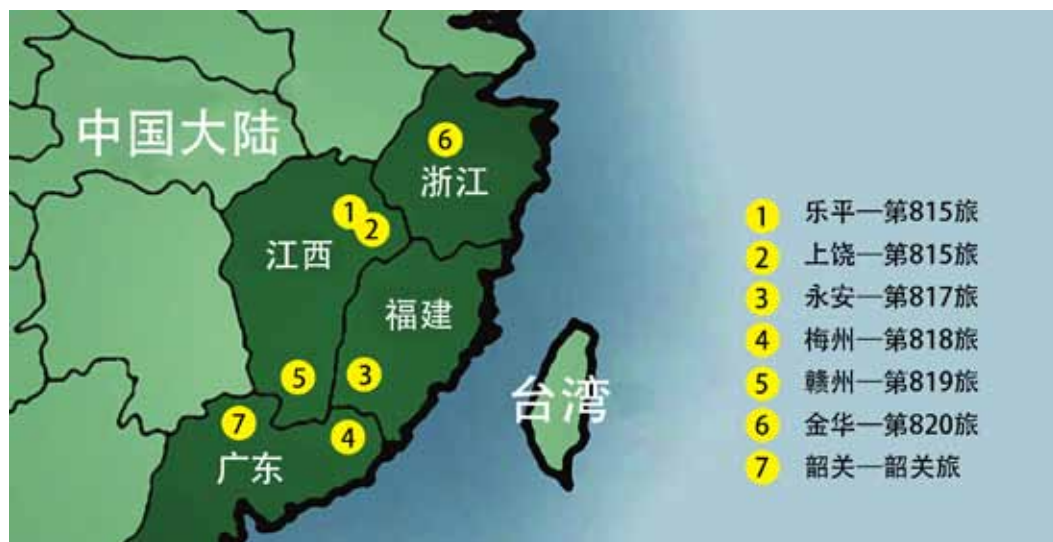 中国大陆
6
浙江
1
2
江西
福建
5
3
7
4
广东
台湾
1 乐平—第815旅
2 上饶—第815旅
3 永安—第817旅
4 梅州—第818旅
5 赣州—第819旅
6 金华—第820旅
7 韶关—韶关旅